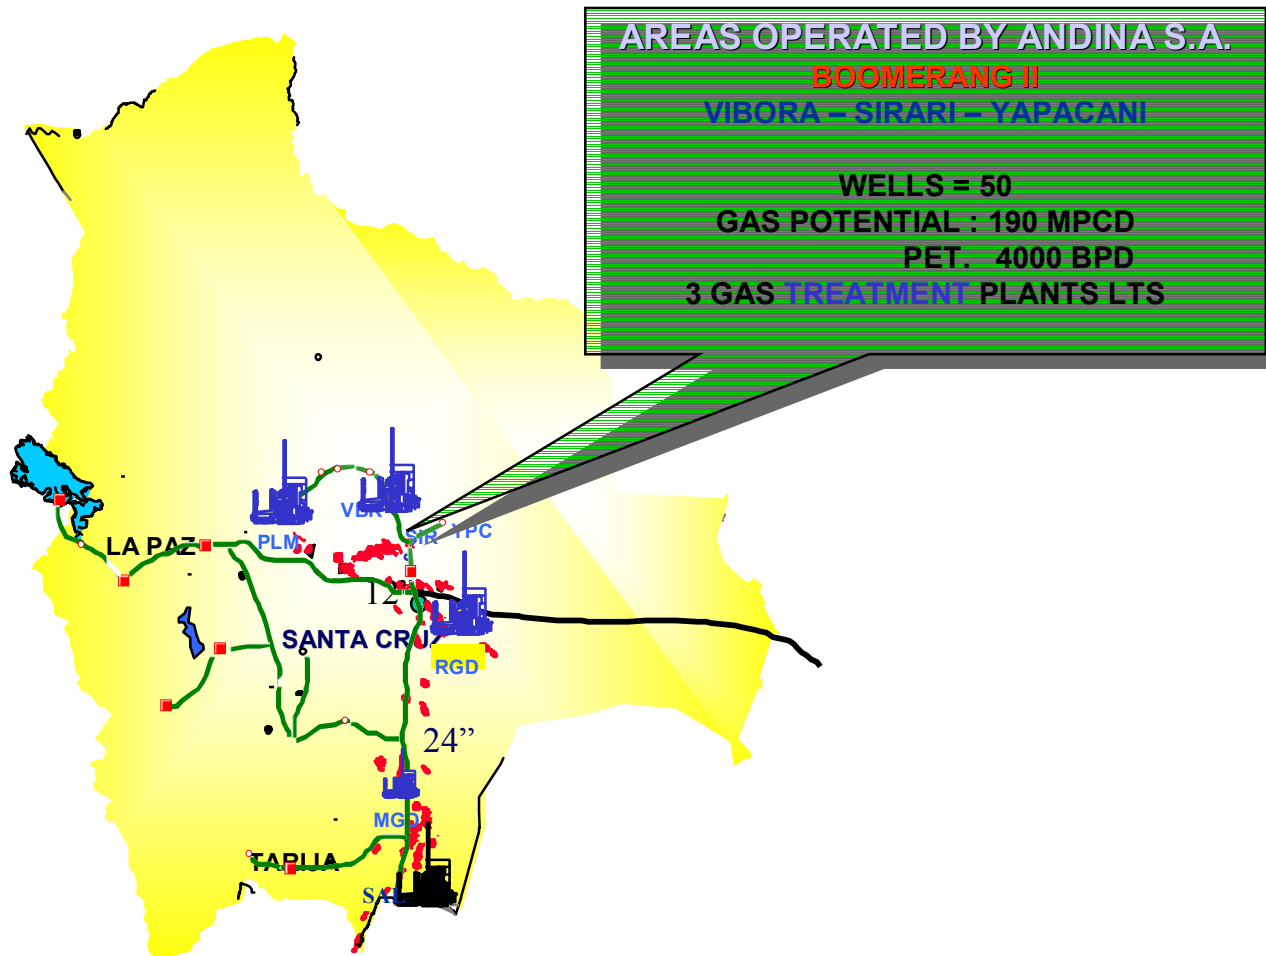 AREAS OPERATED BY ANDINA S.A.
BOOMERANG II
VIBORA – SIRARI – YAPACANI
WELLS = 50
GAS POTENTIAL : 190 MPCD
PET. 4000 BPD
3 GAS TREATMENT PLANTS LTS
VBR
PLM
SIR
YPC
LA PAZ
12
SANTA CRUZ
RGD
24”
MGD
TARIJA
SAL